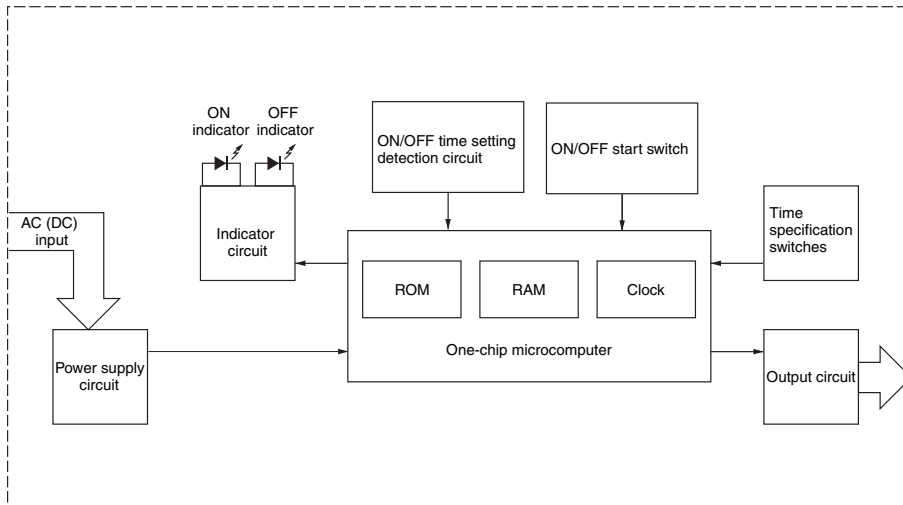 ON
indicator
OFF
indicator
ON/OFF time setting
detection circuit
ON/OFF start switch
AC (DC)
input
Indicator
circuit
Time
specification
switches
ROM
RAM
Clock
One-chip microcomputer
Power supply
circuit
Output circuit